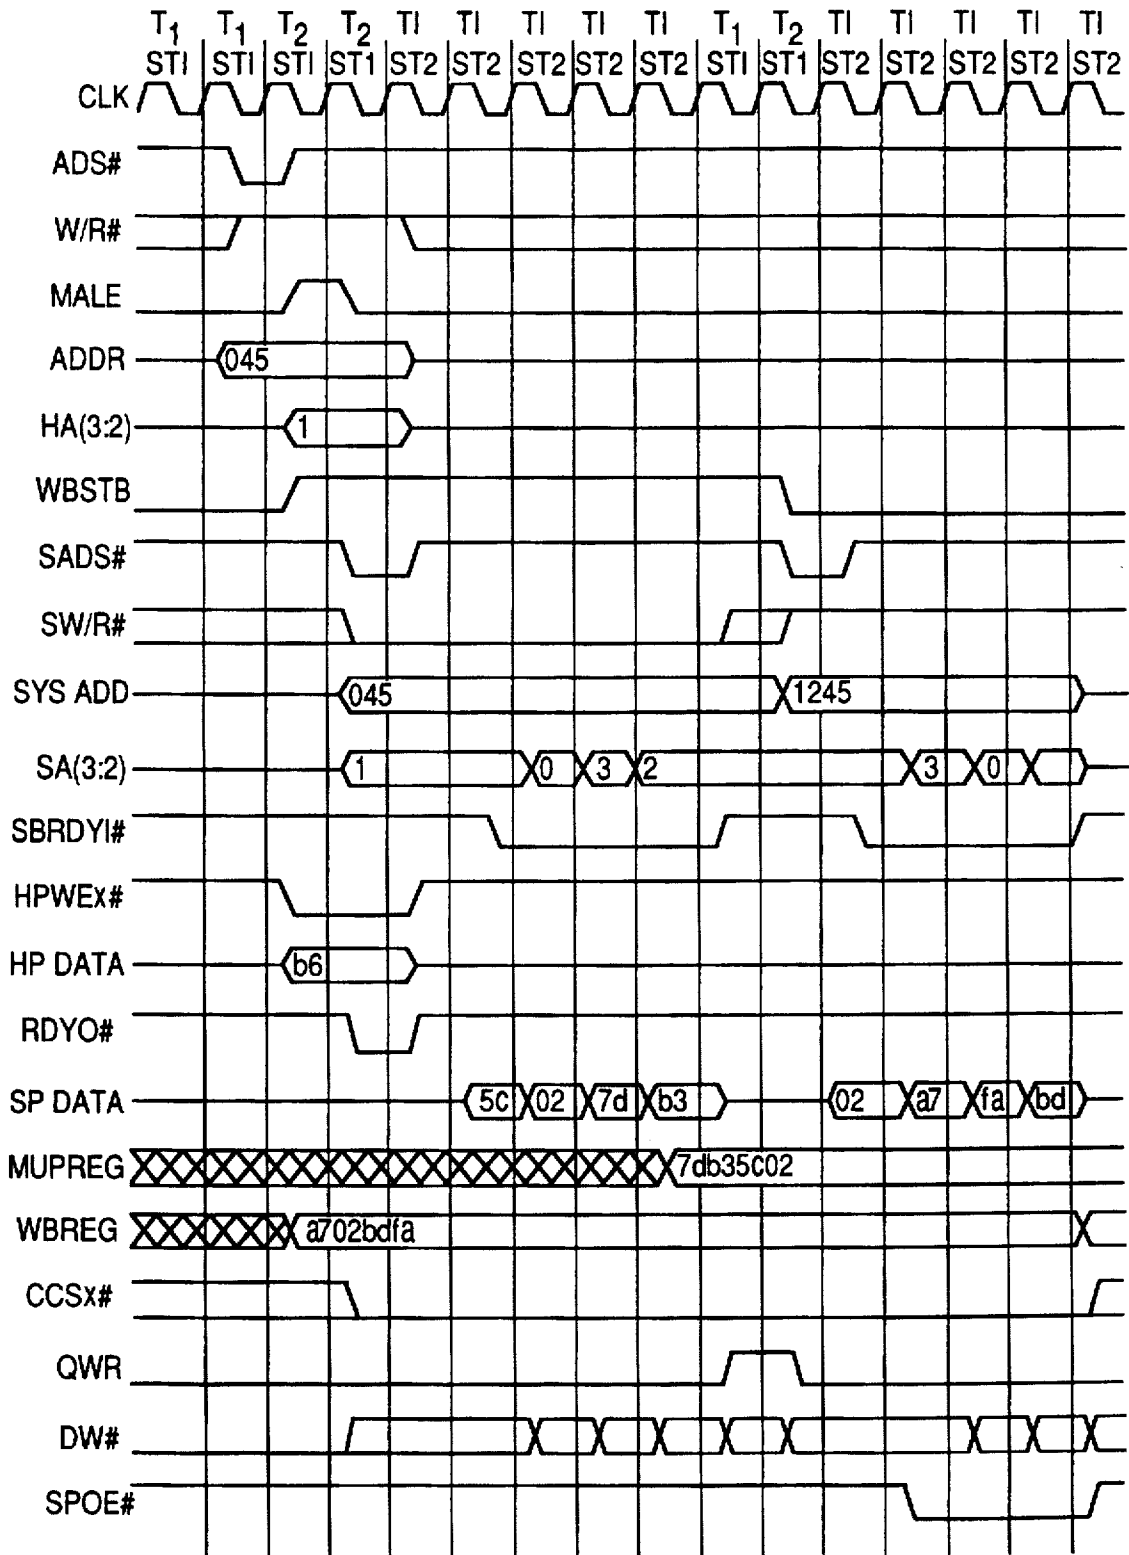 T1 T1 T2 T2 TI TI TI TI TI T1 T2 TI TI TI TI TI
STI STI STI ST1 ST2 ST2 ST2 ST2 ST2 STI ST1 ST2 ST2 ST2 ST2 ST2
CLK
ADS#
W/R#
MALE
ADDR 045
HA(3:2) 1
WBSTB
SADS#
SW/R#
SYS ADD 045 1245
SA(3:2) 1 0 3 2 3 0
SBRDYI#
HPWEx#
HP DATA b6
RDYO#
SP DATA 5c 02 7d b3 02 a7 fa bd
MUPREG 7db35c02
WBREG a702bdfa
CCSx#
QWR
DW#
SPOE#